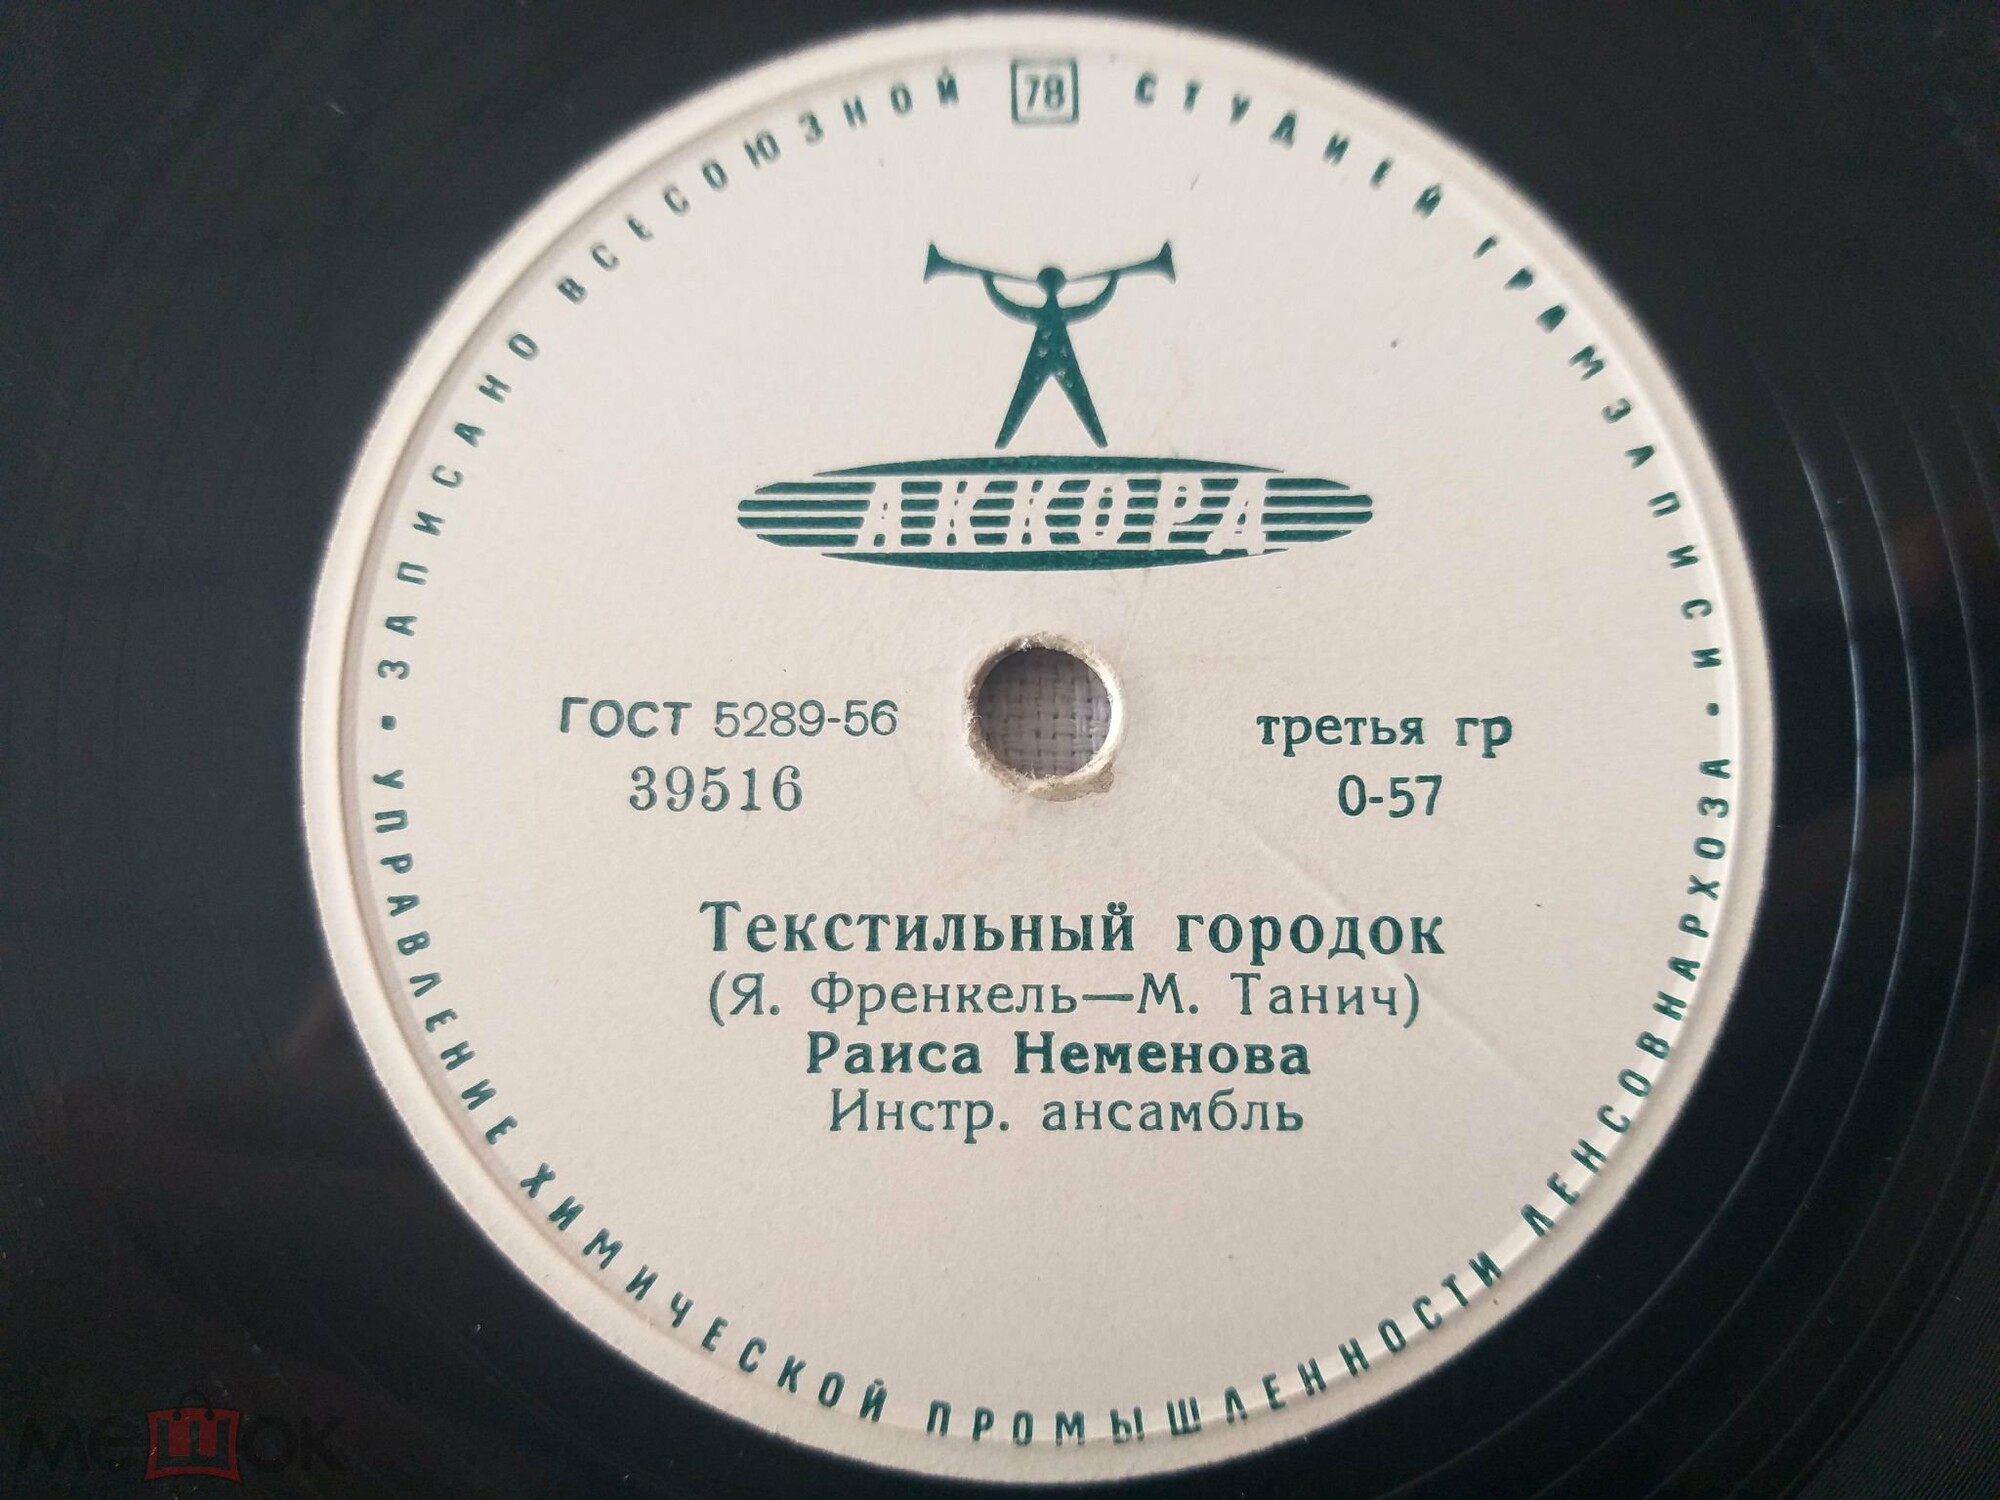 ЗАПИСАНО ВСЕСОЮЗНОЙ 78 СТУДИЕЙ ГРАМЗАПИСИ •
АККОРД
ГОСТ 5289-56
39516
третья гр
0-57
Текстильный городок
(Я. Френкель—М. Танич)
Раиса Неменова
Инстр. ансамбль
• УПРАВЛЕНИЕ ХИМИЧЕСКОЙ ПРОМЫШЛЕННОСТИ ЛЕНСОВНАРХОЗА
мешок